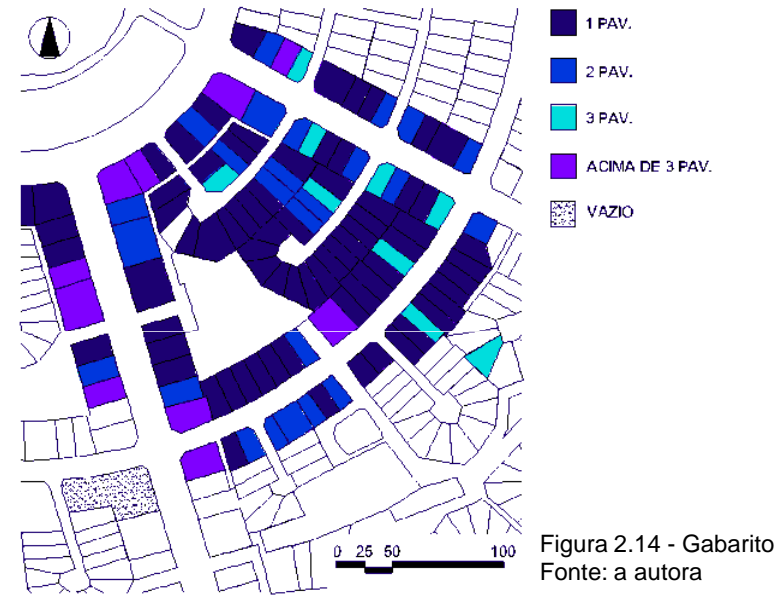 1 PAV.
2 PAV.
3 PAV.
ACIMA DE 3 PAV.
VAZIO
0 25 50 100
Figura 2.14 - Gabarito
Fonte: a autora